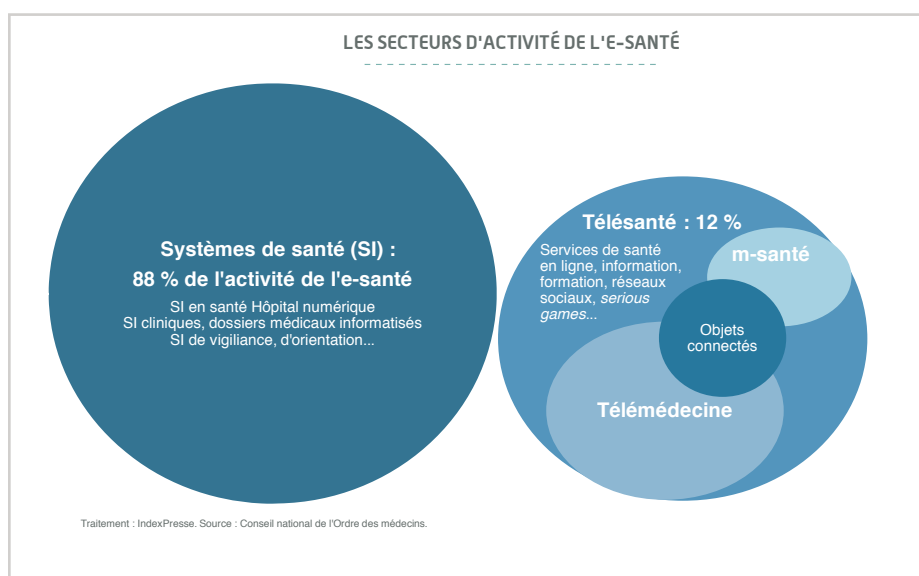 LES SECTEURS D'ACTIVITÉ DE L'E-SANTÉ
Systèmes de santé (SI) :
88 % de l'activité de l'e-santé
SI en santé Hôpital numérique
SI cliniques, dossiers médicaux informatisés
SI de vigiliance, d'orientation...
Télésanté : 12 %
Services de santé
en ligne, information,
formation, réseaux
sociaux, serious
games...
m-santé
Objets
connectés
Télémédecine
Traitement : IndexPresse. Source : Conseil national de l'Ordre des médecins.